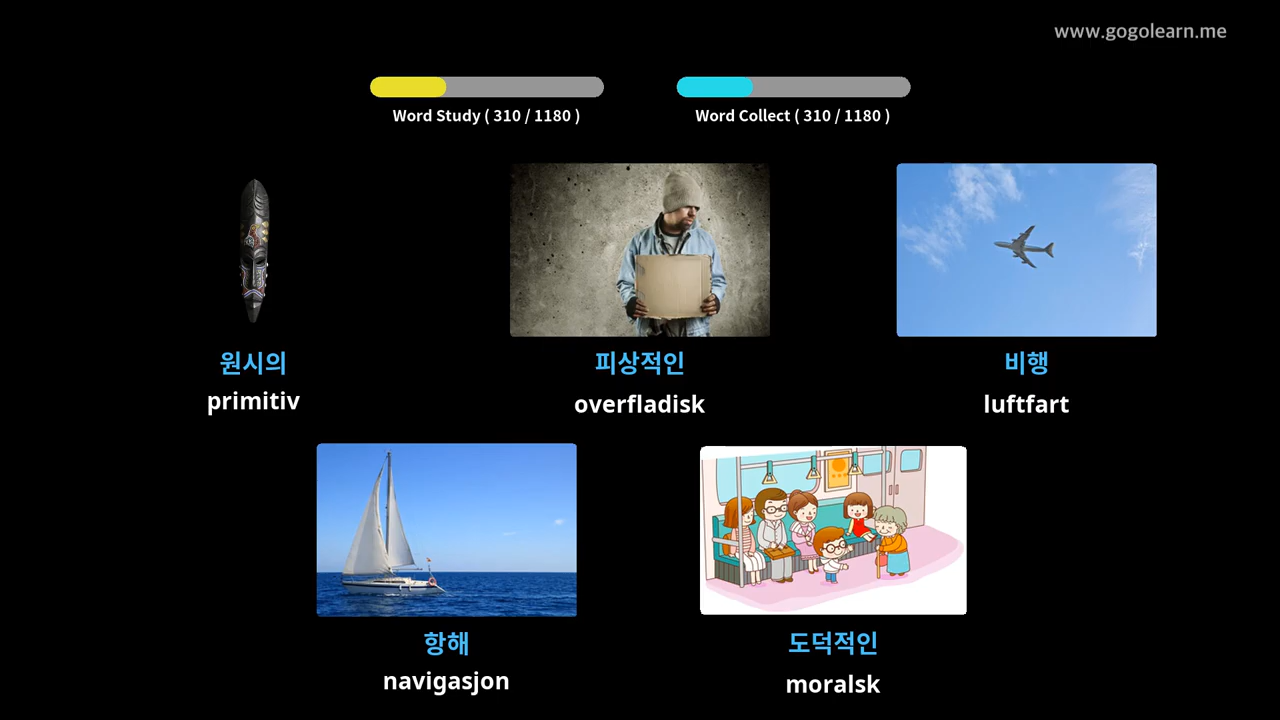 www.gogolearn.me
Word Study ( 310 / 1180 )
Word Collect ( 310 / 1180 )
원시의
primitiv
피상적인
overfladisk
비행
luftfart
항해
navigasjon
도덕적인
moralsk